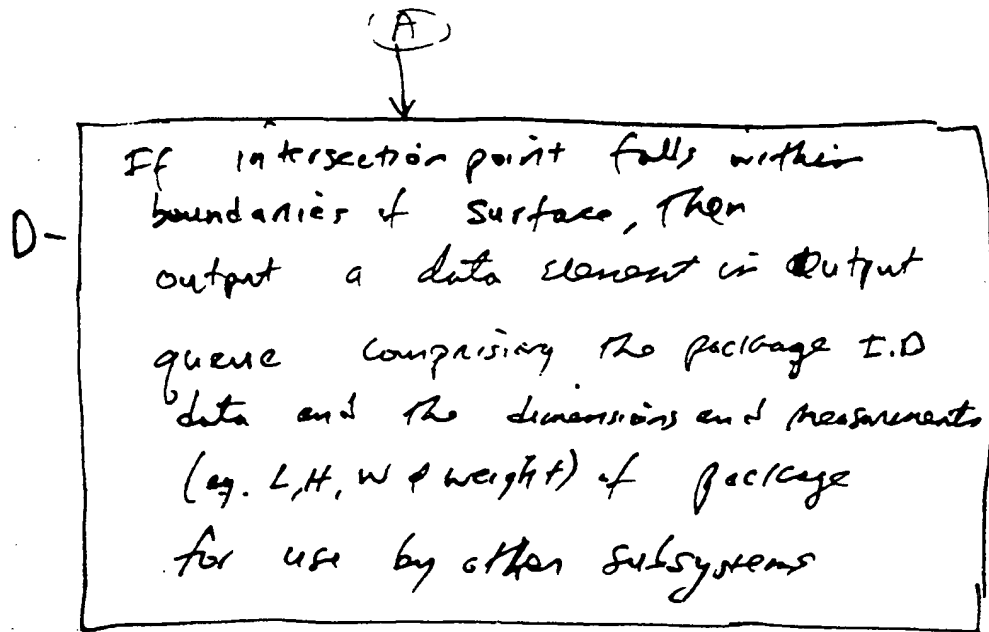 A
D-
If intersection point falls within
boundaries of Surface, Then
output a data element in Output
queue comprising the package I.D
data and the dimensions and measurements
(eg. L,H, W & weight) of package
for use by other subsystems